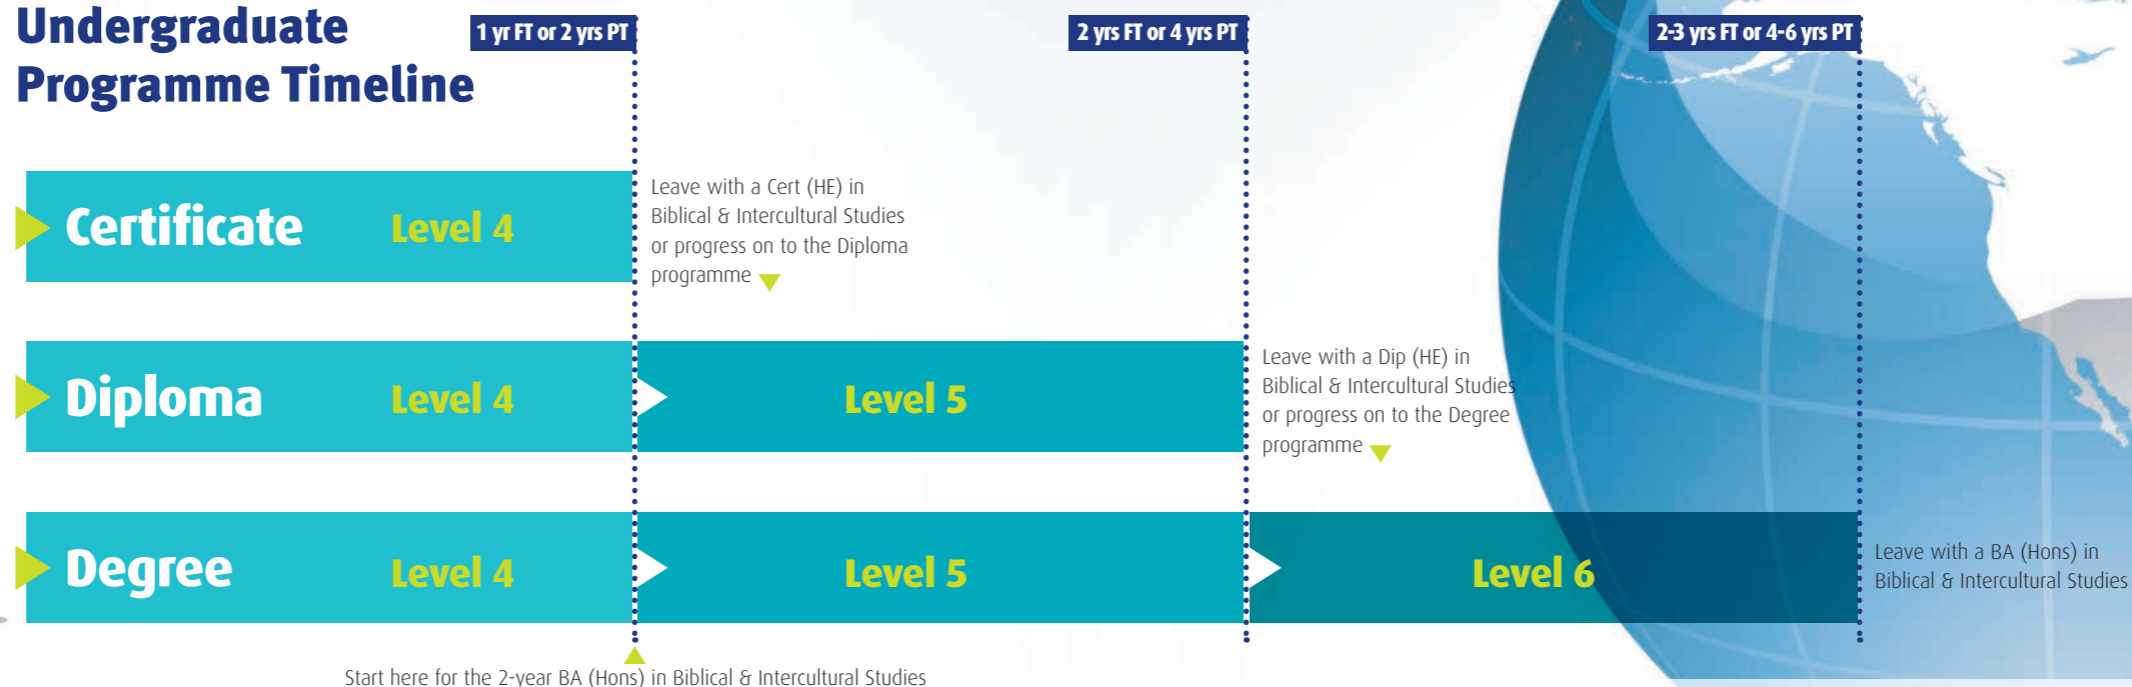 Undergraduate
Programme Timeline
1 yr FT or 2 yrs PT
2 yrs FT or 4 yrs PT
2-3 yrs FT or 4-6 yrs PT
Certificate
Level 4
Leave with a Cert (HE) in
Biblical & Intercultural Studies
or progress on to the Diploma
programme
Diploma
Level 4
Level 5
Leave with a Dip (HE) in
Biblical & Intercultural Studies
or progress on to the Degree
programme
Degree
Level 4
Level 5
Level 6
Leave with a BA (Hons) in
Biblical & Intercultural Studies
Start here for the 2-year BA (Hons) in Biblical & Intercultural Studies